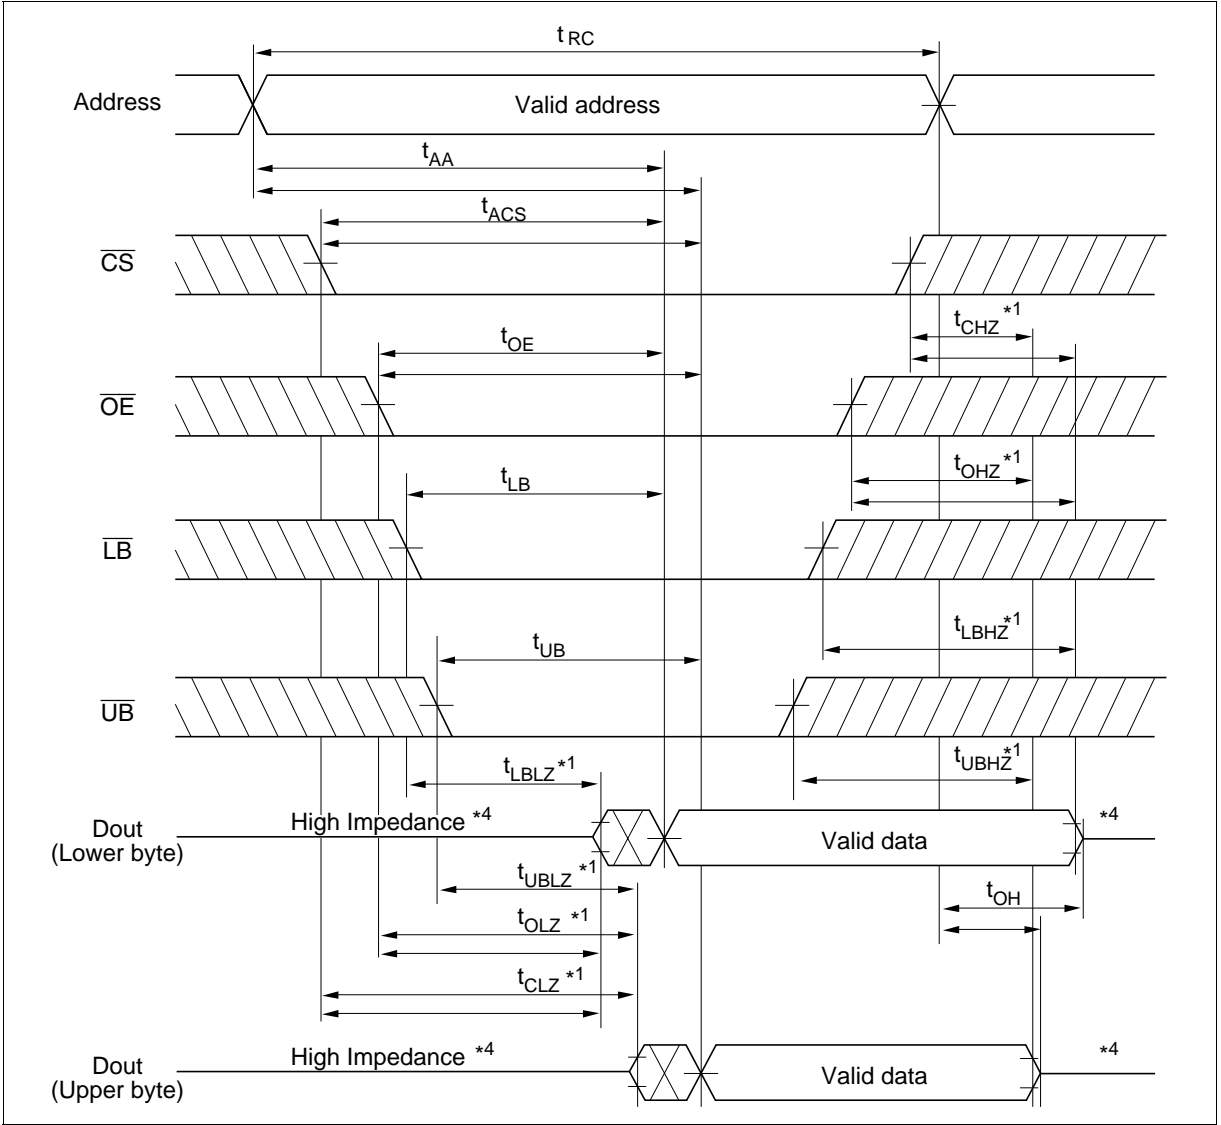 t RC
Address
Valid address
tAA
tACS
CS
tCHZ *1
tOE
OE
tOHZ *1
tLB
LB
tLBHZ *1
tUB
UB
tUBHZ *1
tLBLZ *1
Dout
(Lower byte)
High Impedance *4
Valid data
*4
tUBLZ *1
tOH
tOLZ *1
tCLZ *1
Dout
(Upper byte)
High Impedance *4
Valid data
*4